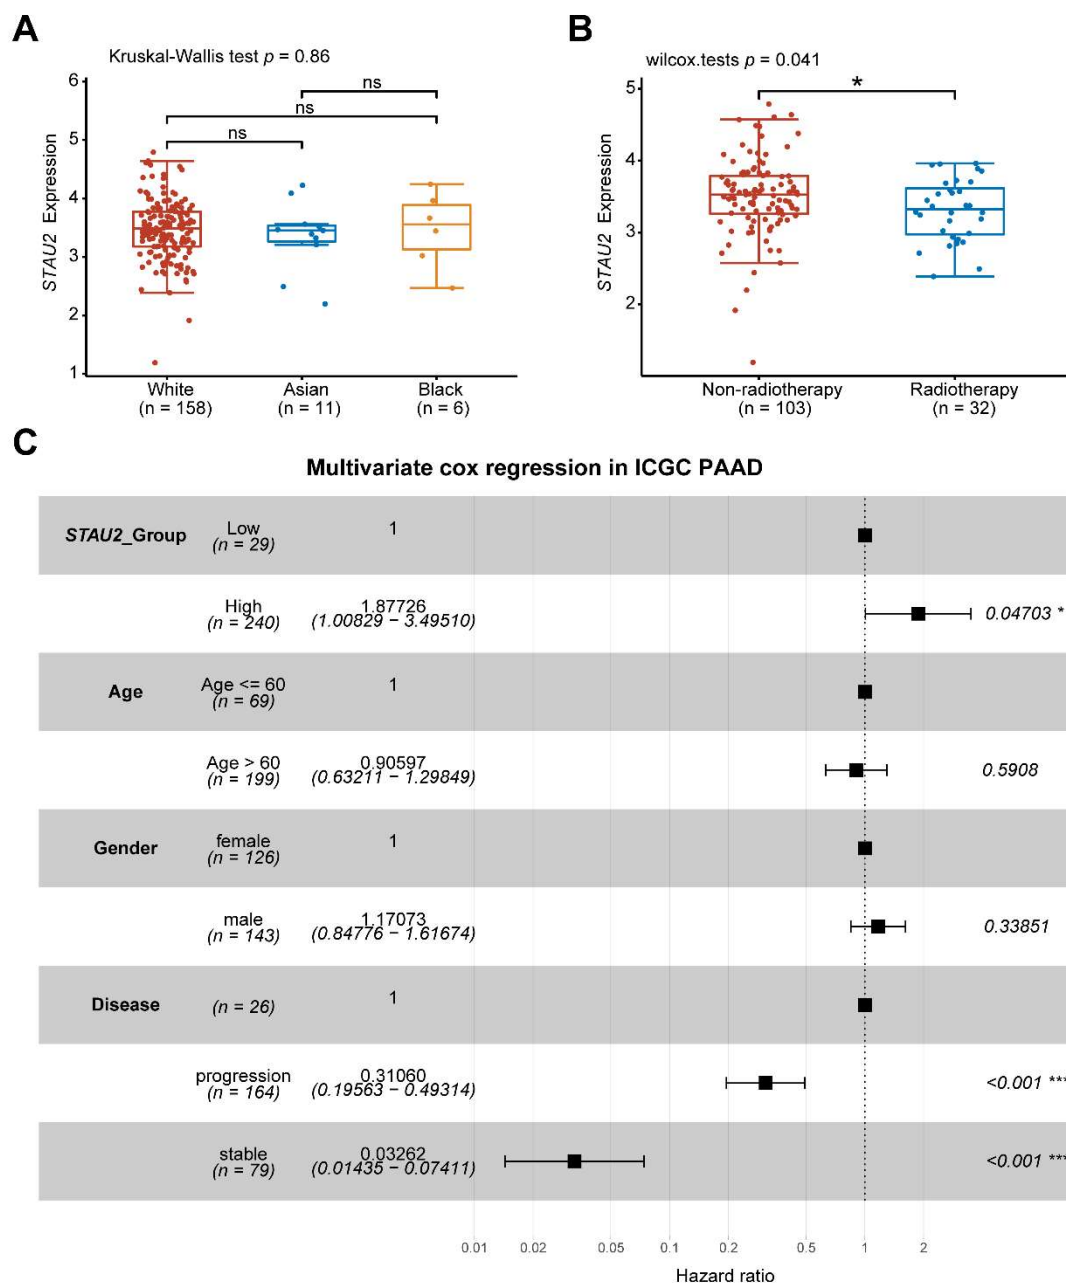 A
Kruskal-Wallis test p = 0.86
STAU2 Expression
6
5
4
3
2
1
ns
ns
ns
White
(n = 158)
Asian
(n = 11)
Black
(n = 6)
B
wilcox.tests p = 0.041
STAU2 Expression
5
4
3
2
*
Non-radiotherapy
(n = 103)
Radiotherapy
(n = 32)
C
Multivariate cox regression in ICGC PAAD
STAU2_Group
Low
(n = 29)
1
High
(n = 240)
1.87726
(1.00829 − 3.49510)
0.04703 *
Age
Age <= 60
(n = 69)
1
Age > 60
(n = 199)
0.90597
(0.63211 − 1.29849)
0.5908
Gender
female
(n = 126)
1
male
(n = 143)
1.17073
(0.84776 − 1.61674)
0.33851
Disease
(n = 26)
1
progression
(n = 164)
0.31060
(0.19563 − 0.49314)
<0.001 ***
stable
(n = 79)
0.03262
(0.01435 − 0.07411)
<0.001 ***
0.01 0.02 0.05 0.1 0.2 0.5 1 2
Hazard ratio